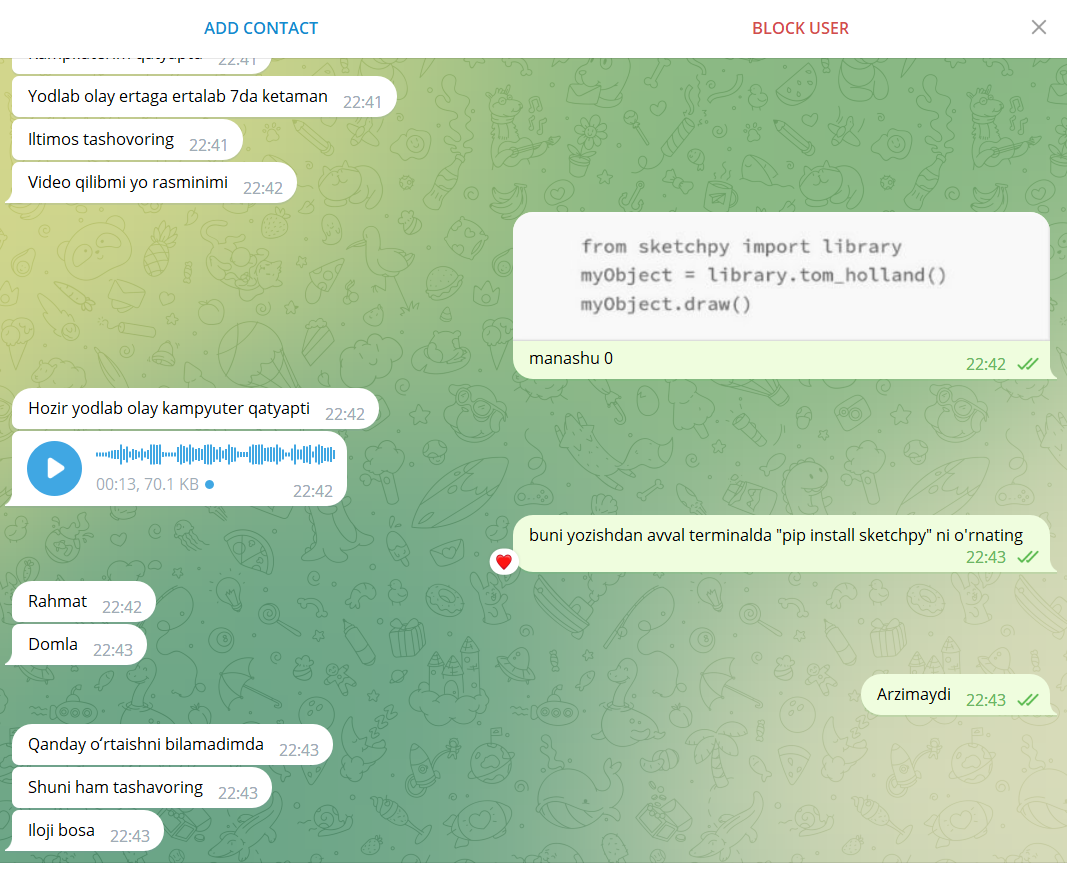 ADD CONTACT
BLOCK USER
22:41
Yodlab olay ertaga ertalab 7da ketaman 22:41
Iltimos tashovoring 22:41
Video qilibmi yo rasminimi 22:42
from sketchpy import library
myObject = library.tom_holland()
myObject.draw()
manashu 0 22:42
Hozir yodlab olay kampyuter qatyapti 22:42
00:13, 70.1 KB 22:42
buni yozishdan avval terminalda "pip install sketchpy" ni o'rnating
22:43
Rahmat 22:42
Domla 22:43
Arzimaydi 22:43
Qanday oʻrtaishni bilamadimda 22:43
Shuni ham tashavoring 22:43
Iloji bosa 22:43